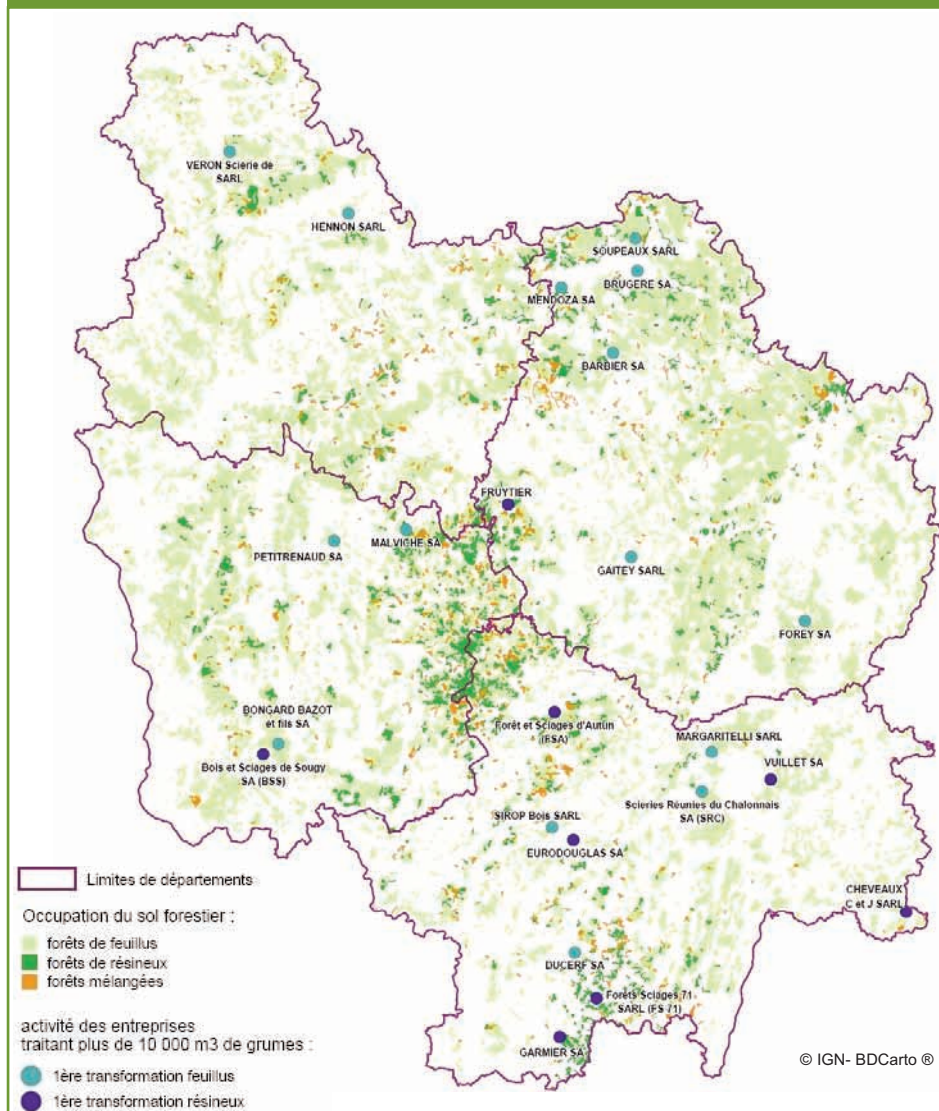 VERON Scierie de
SARL
HENNON SARL
SOUPEAUX SARL
BRUGERE SA
MENDOZA SA
BARBIER SA
FRUYTIER
MALVICHE SA
PETITRENAUD SA
GAITEY SARL
FOREY SA
BONGARD BAZOT
et fils SA
Bois et Sciages de Sougy
SA (BSS)
Forêt et Sciages d'Autun
(FSA)
MARGARITELLI SARL
VUILLET SA
Scieries Réunies du Chalonnais
SA (SRC)
SIROP Bois SARL
EURODOUGLAS SA
CHEVEAUX
C et J SARL
DUCERF SA
Forêts Sciages 71
SARL (FS 71)
GARMIER SA
Limites de départements
Occupation du sol forestier :
forêts de feuillus
forêts de résineux
forêts mélangées
activité des entreprises
traitant plus de 10 000 m3 de grumes :
1ère transformation feuillus
1ère transformation résineux
© IGN- BDCarto ®